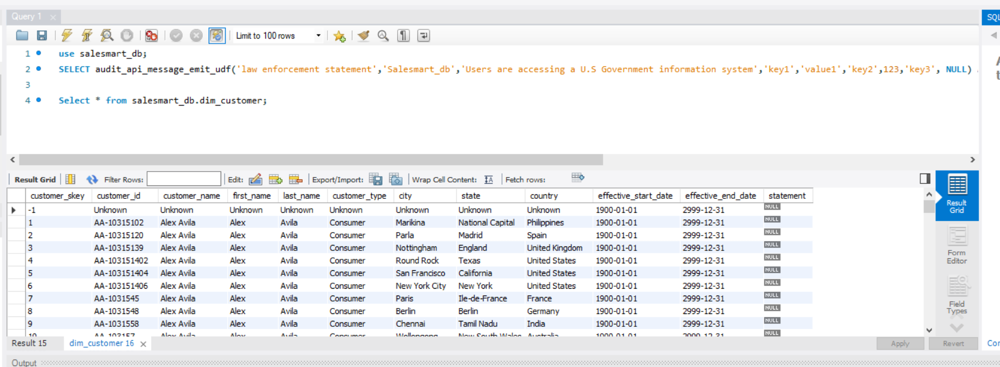 Query 1
SQL
Limit to 100 rows
1 use salesmart_db;
2 SELECT audit_api_message_emit_udf('law enforcement statement','Salesmart_db','Users are accessing a U.S Government information system','key1','value1','key2',123,'key3', NULL)
3
4 Select * from salesmart_db.dim_customer;
Result Grid Filter Rows: Edit: Export/Import: Wrap Cell Content: Fetch rows:
customer_skey customer_id customer_name first_name last_name customer_type city state country effective_start_date effective_end_date statement
-1 Unknown Unknown Unknown Unknown Unknown Unknown Unknown Unknown 1900-01-01 2999-12-31 NULL
1 AA-10315102 Alex Avila Alex Avila Consumer Marikina National Capital Philippines 1900-01-01 2999-12-31 NULL
2 AA-10315120 Alex Avila Alex Avila Consumer Parla Madrid Spain 1900-01-01 2999-12-31 NULL
3 AA-10315139 Alex Avila Alex Avila Consumer Nottingham England United Kingdom 1900-01-01 2999-12-31 NULL
4 AA-103151402 Alex Avila Alex Avila Consumer Round Rock Texas United States 1900-01-01 2999-12-31 NULL
5 AA-103151404 Alex Avila Alex Avila Consumer San Francisco California United States 1900-01-01 2999-12-31 NULL
6 AA-103151406 Alex Avila Alex Avila Consumer New York City New York United States 1900-01-01 2999-12-31 NULL
7 AA-1031545 Alex Avila Alex Avila Consumer Paris Ile-de-France France 1900-01-01 2999-12-31 NULL
8 AA-1031548 Alex Avila Alex Avila Consumer Berlin Berlin Germany 1900-01-01 2999-12-31 NULL
9 AA-1031558 Alex Avila Alex Avila Consumer Chennai Tamil Nadu India 1900-01-01 2999-12-31 NULL
10 AA-103157 Alex Avila Alex Avila Consumer Wollongong New South Wales Australia 1900-01-01 2999-12-31 NULL
Result
Grid
Form
Editor
Field
Types
Result 15 dim_customer 16
Apply Revert
Output